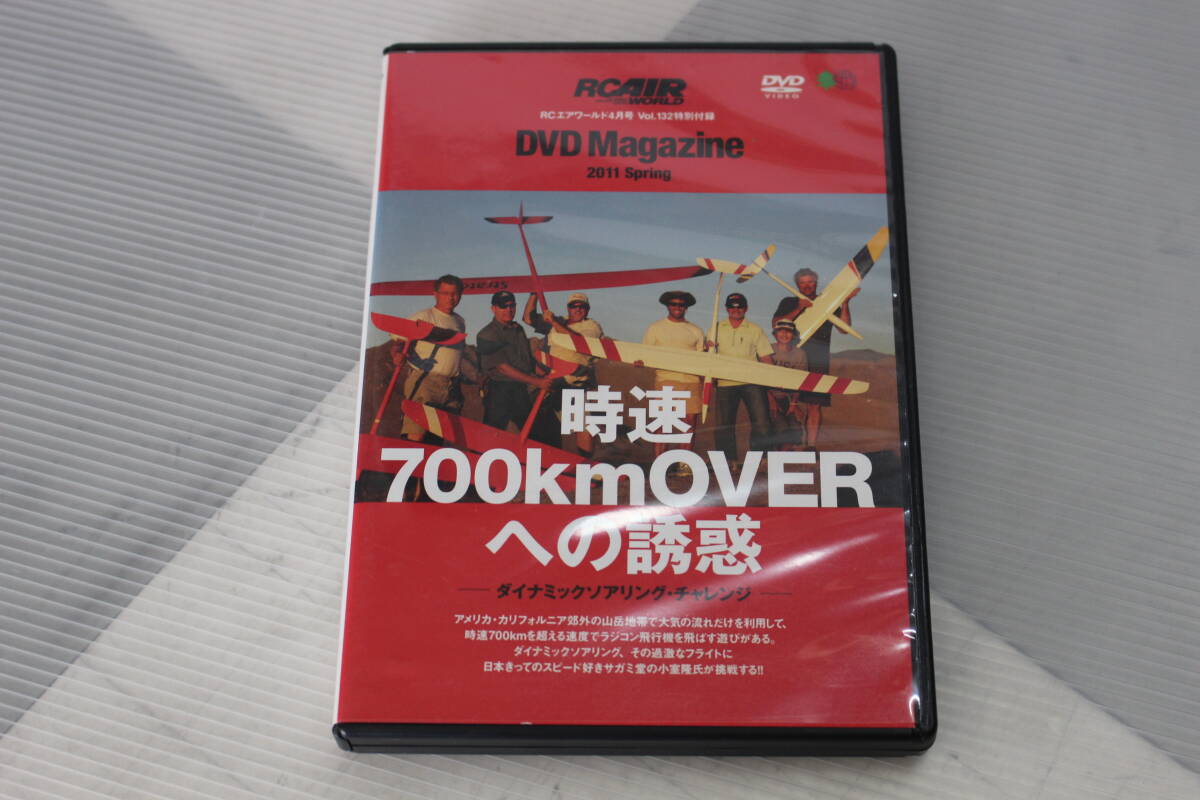 RCAIR
WORLD
DVD
VIDEO
RCエアワールド4月号 Vol.132特別付録
DVD Magazine
2011 Spring
時速
700kmOVER
への誘惑
ダイナミックソアリング・チャレンジ
アメリカ・カリフォルニア郊外の山岳地帯で大気の流れだけを利用して、
時速700kmを超える速度でラジコン飛行機を飛ばす遊びがある。
ダイナミックソアリング、その過激なフライトに
日本きってのスピード好きサガミ堂の小室隆氏が挑戦する!!